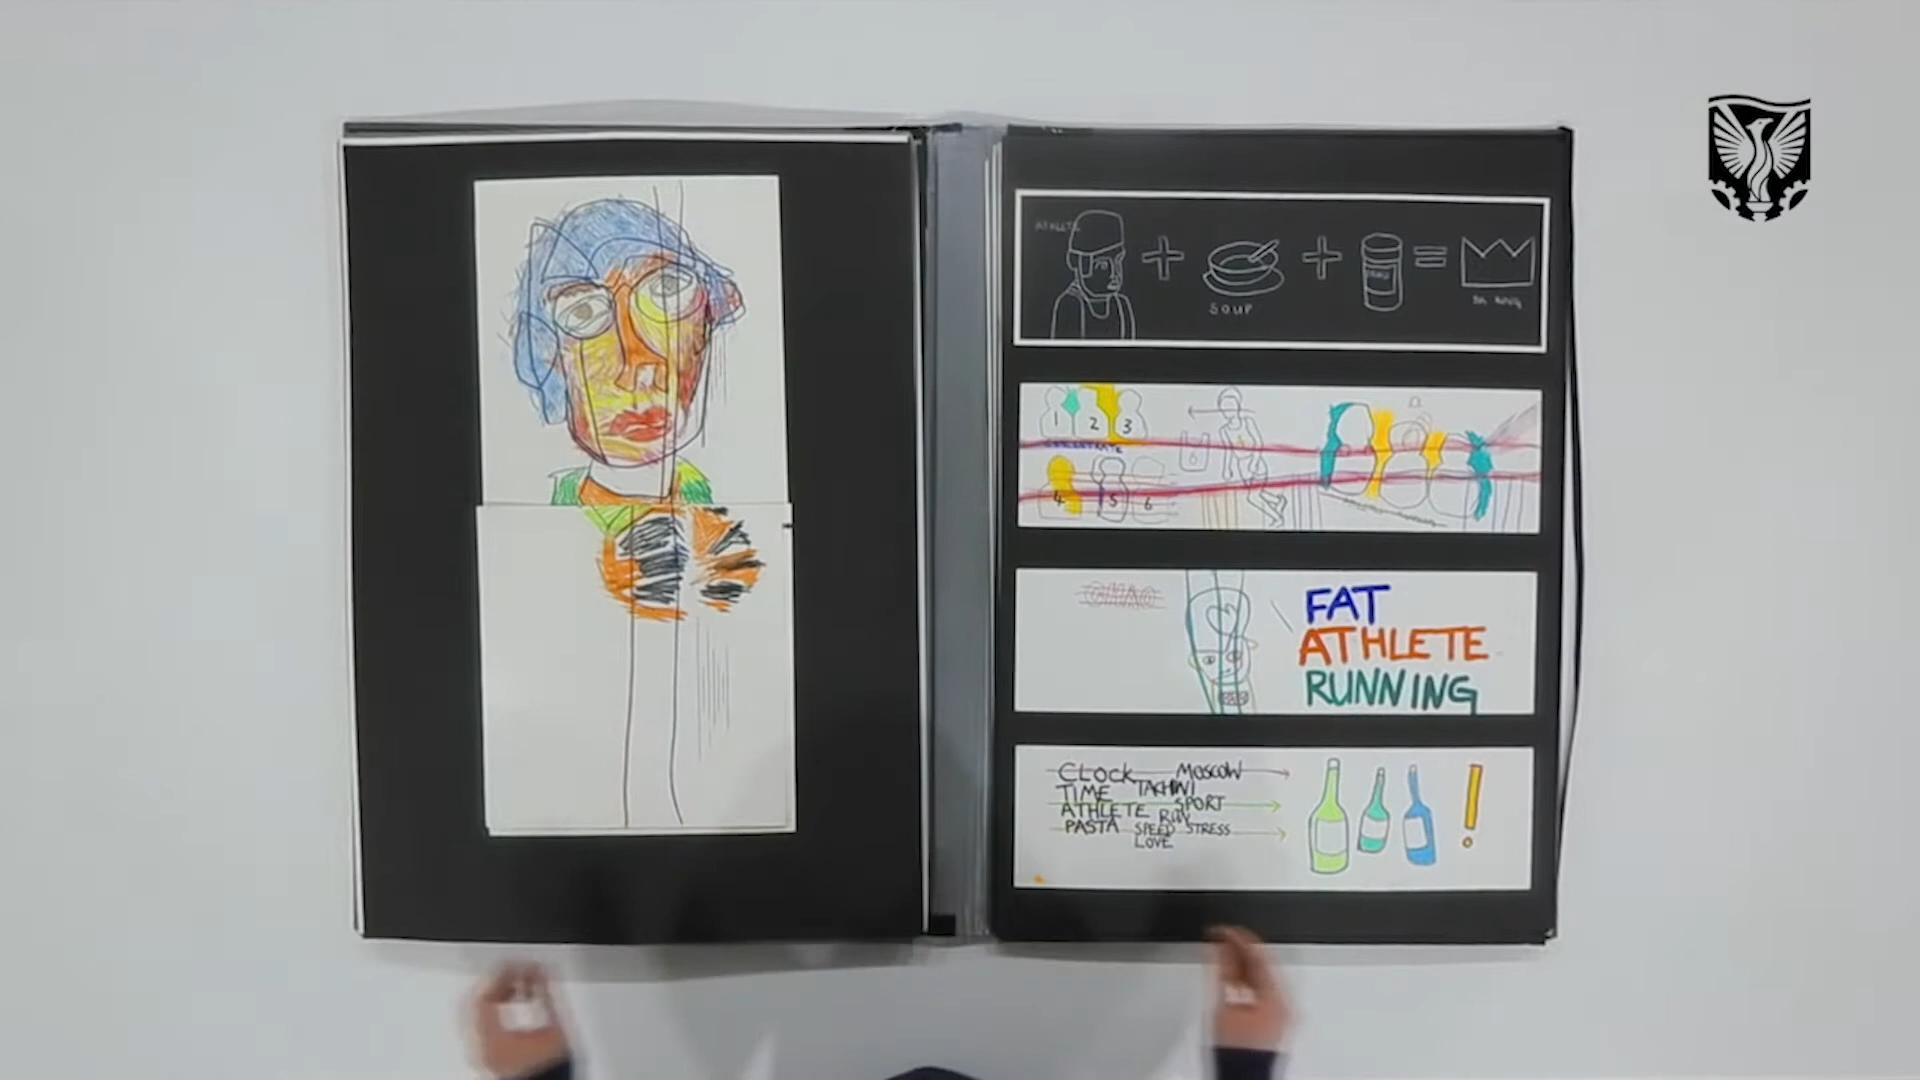 ATHLETE
SOUP
1 2 3
CONCENTRATE
4 5 6
FAT
ATHLETE
RUNNING
CLOCK MOSCOW
TIME
ATHLETE SPORT
RUN
PASTA SPEED STRESS
LOVE
!